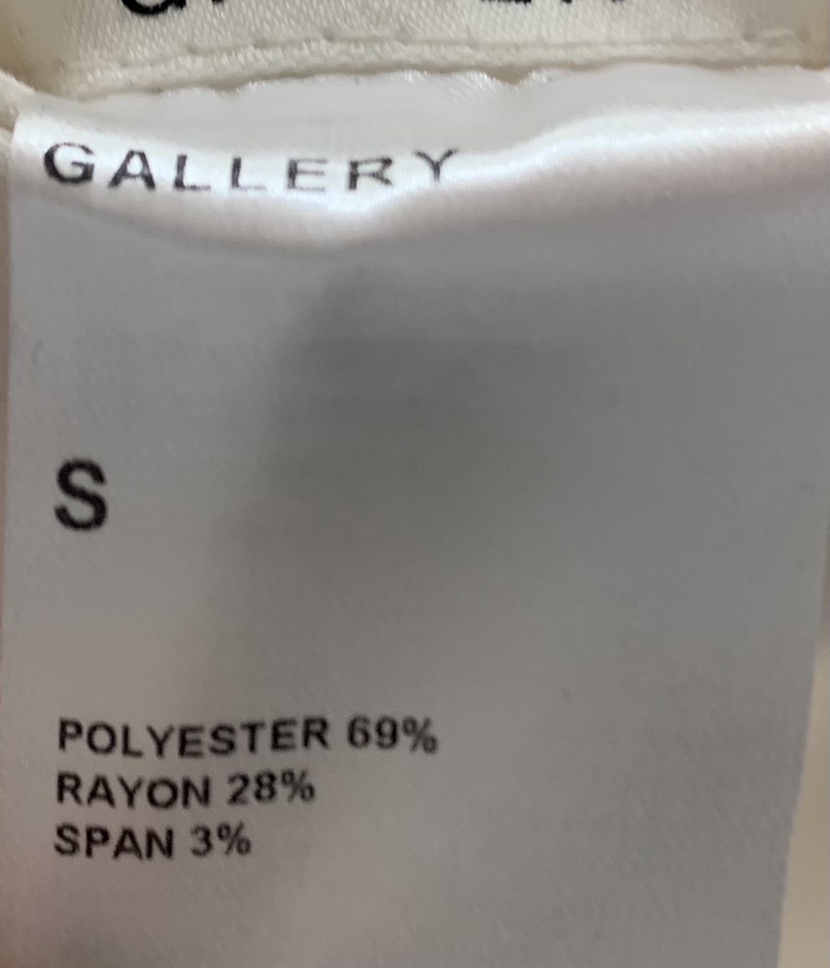 GALLERY
S
POLYESTER 69%
RAYON 28%
SPAN 3%